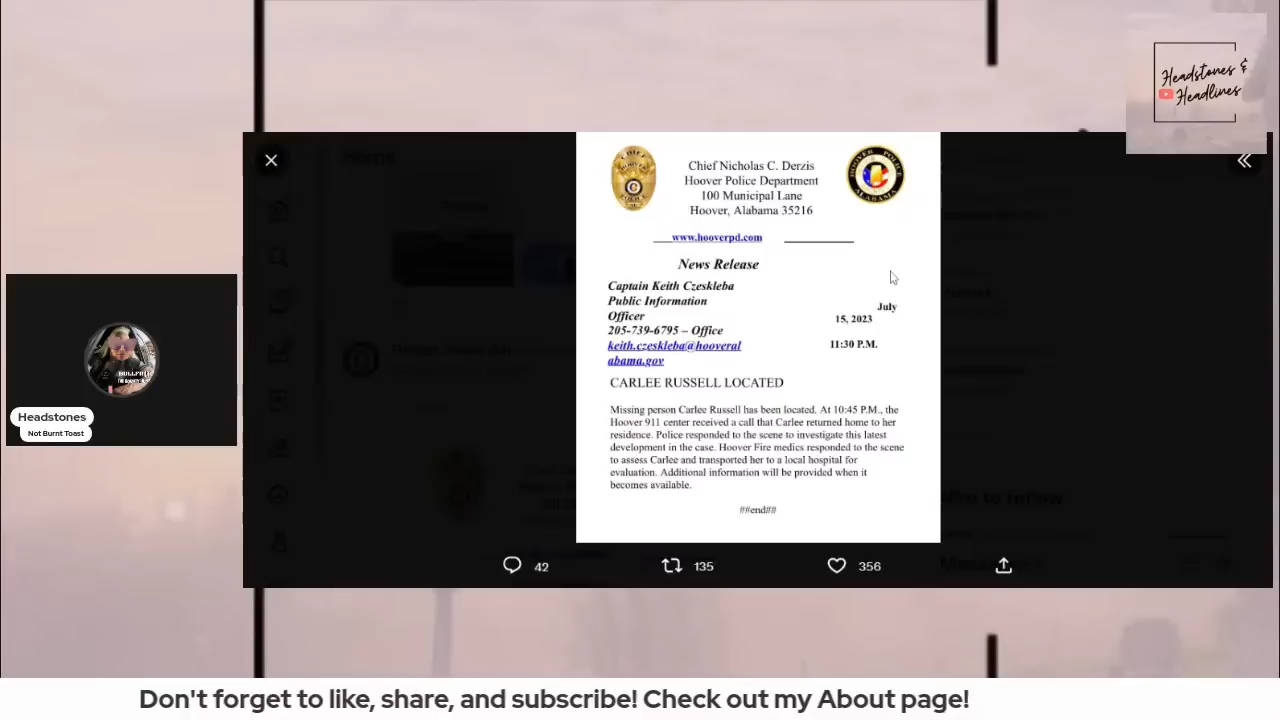 Headstones &
Headlines
Chief Nicholas C. Derzis
Hoover Police Department
100 Municipal Lane
Hoover, Alabama 35216
www.hooverpd.com
News Release
Captain Keith Czeskleba
Public Information
Officer
205-739-6795 – Office
keith.czeskleba@hooveral
abama.gov
July
15, 2023
11:30 P.M.
CARLEE RUSSELL LOCATED
Missing person Carlee Russell has been located. At 10:45 P.M., the
Hoover 911 center received a call that Carlee returned home to her
residence. Police responded to the scene to investigate this latest
development in the case. Hoover Fire medics responded to the scene
to assess Carlee and transported her to a local hospital for
evaluation. Additional information will be provided when it
becomes available.
##end##
42
135
356
Headstones
Not Burnt Toast
Don't forget to like, share, and subscribe! Check out my About page!